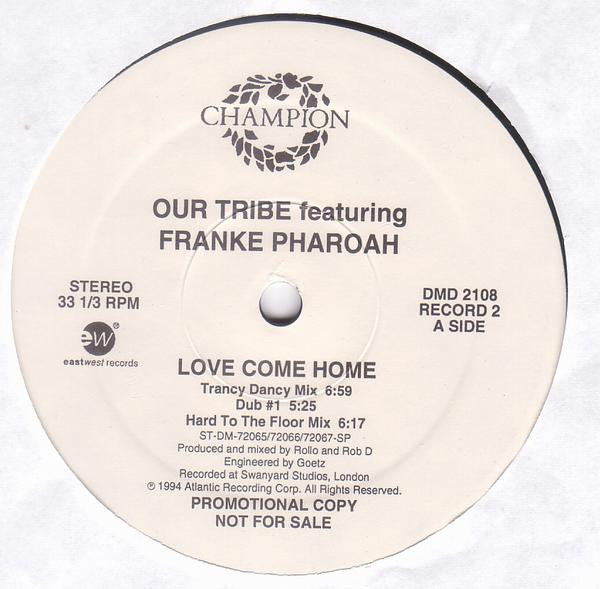 CHAMPION
OUR TRIBE featuring
FRANKE PHAROAH
STEREO
33 1/3 RPM
ew®
eastwest records
DMD 2108
RECORD 2
A SIDE
LOVE COME HOME
Trancy Dancy Mix 6:59
Dub #1 5:25
Hard To The Floor Mix 6:17
ST-DM-72065/72066/72067-SP
Produced and mixed by Rollo and Rob D
Engineered by Goetz
Recorded at Swanyard Studios, London
℗ 1994 Atlantic Recording Corp. All Rights Reserved.
PROMOTIONAL COPY
NOT FOR SALE